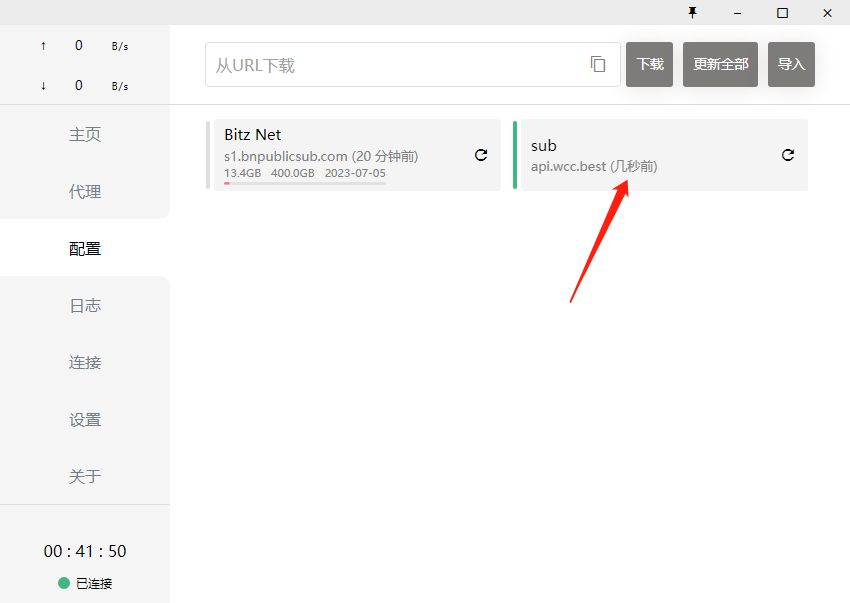 ↑ 0 B/s
↓ 0 B/s
主页
代理
配置
日志
连接
设置
关于
00 : 41 : 50
已连接
从URL下载
下载
更新全部
导入
Bitz Net
s1.bnpublicsub.com (20 分钟前)
13.4GB 400.0GB 2023-07-05
sub
api.wcc.best (几秒前)